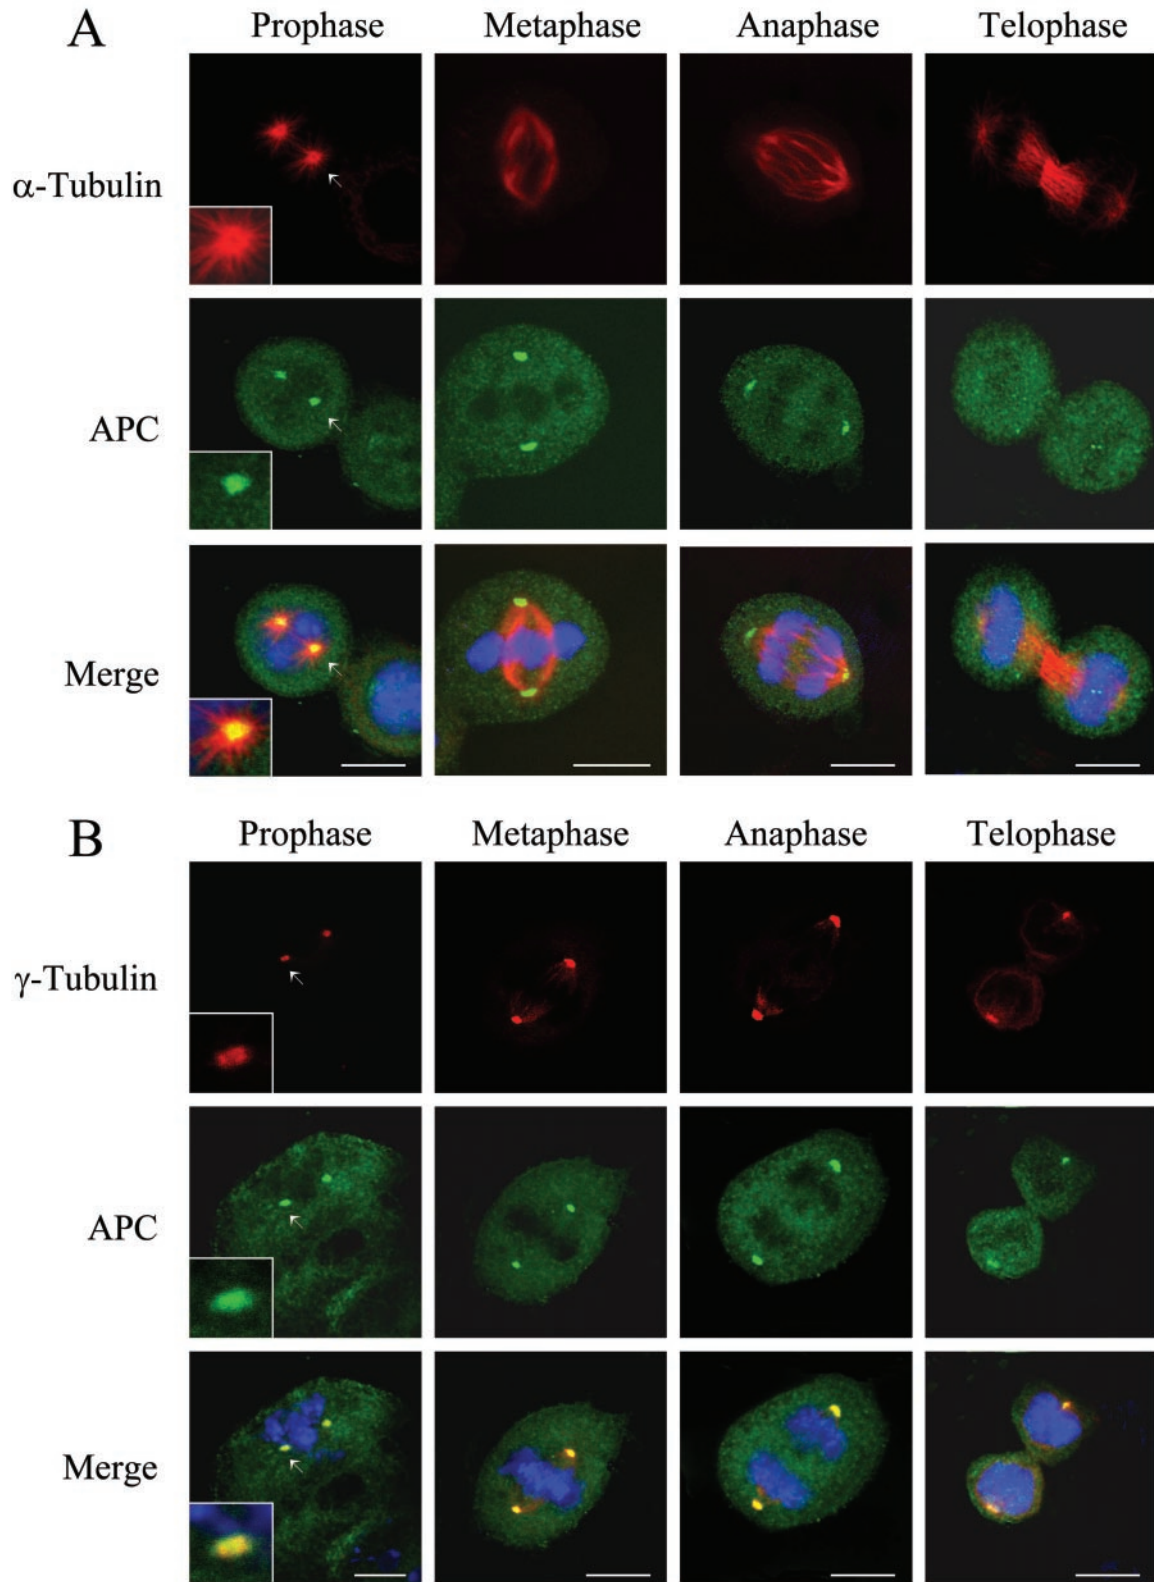 A
Prophase Metaphase Anaphase Telophase
α-Tubulin
APC
Merge
B
Prophase Metaphase Anaphase Telophase
γ-Tubulin
APC
Merge